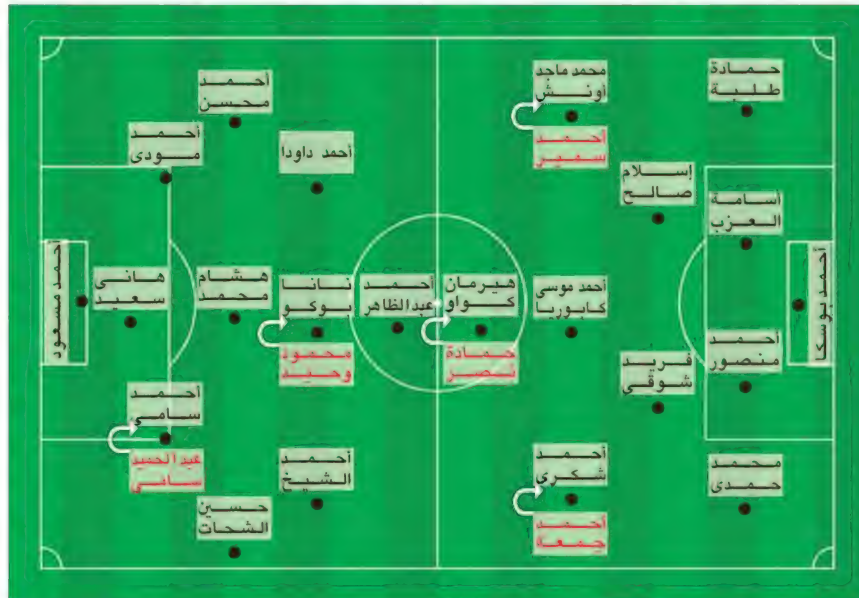 حمادة
طلبة
محمد ماجد
أونش
أحمد
سمير
أحمد
محسن
أحمد
مودى
أحمد داودا
إسلام
صالح
أسامة
العزب
أحمد بوسكا
أحمد موسى
كابوريا
هيرمان
كواو
حمادة
نصر
أحمد
عبدالظاهر
نانا
بوكو
محمود
وحيد
هشام
محمد
هانى
سعيد
أحمد مسعود
أحمد
منصور
فريد
شوقى
أحمد
سامى
عبدالحميد
سامي
أحمد
الشيخ
حسين
الشحات
أحمد
شكرى
أحمد
جمعة
محمد
حمدى